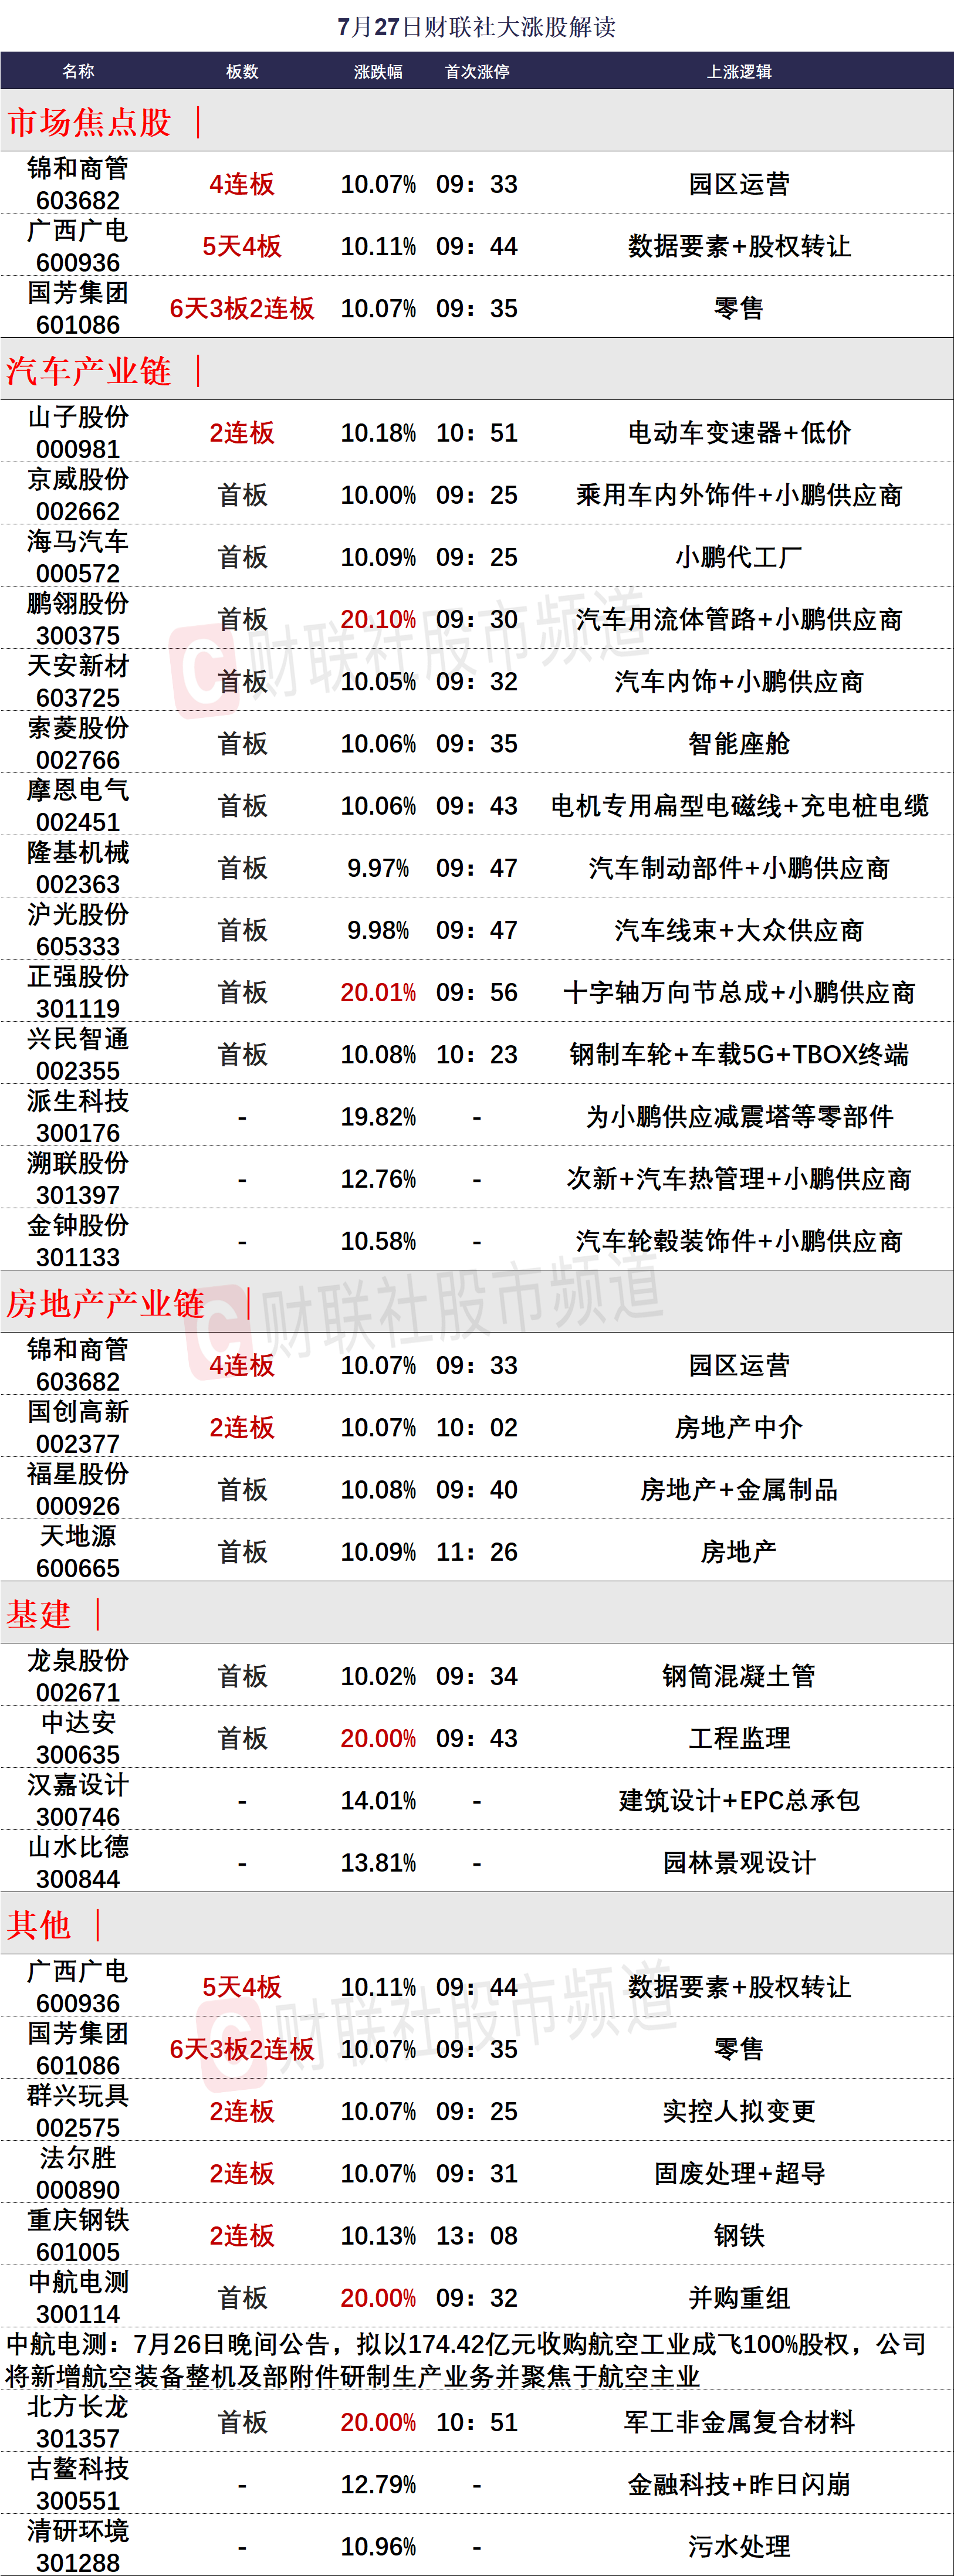 7月27日财联社大涨股解读
名称 板数 涨跌幅 首次涨停 上涨逻辑
市场焦点股 |
锦和商管
603682 4连板 10.07% 09：33 园区运营
广西广电
600936 5天4板 10.11% 09：44 数据要素+股权转让
国芳集团
601086 6天3板2连板 10.07% 09：35 零售
汽车产业链 |
山子股份
000981 2连板 10.18% 10：51 电动车变速器+低价
京威股份
002662 首板 10.00% 09：25 乘用车内外饰件+小鹏供应商
海马汽车
000572 首板 10.09% 09：25 小鹏代工厂
鹏翎股份
300375 首板 20.10% 09：30 汽车用流体管路+小鹏供应商
天安新材
603725 首板 10.05% 09：32 汽车内饰+小鹏供应商
索菱股份
002766 首板 10.06% 09：35 智能座舱
摩恩电气
002451 首板 10.06% 09：43 电机专用扁型电磁线+充电桩电缆
隆基机械
002363 首板 9.97% 09：47 汽车制动部件+小鹏供应商
沪光股份
605333 首板 9.98% 09：47 汽车线束+大众供应商
正强股份
301119 首板 20.01% 09：56 十字轴万向节总成+小鹏供应商
兴民智通
002355 首板 10.08% 10：23 钢制车轮+车载5G+TBOX终端
派生科技
300176 - 19.82% - 为小鹏供应减震塔等零部件
溯联股份
301397 - 12.76% - 次新+汽车热管理+小鹏供应商
金钟股份
301133 - 10.58% - 汽车轮毂装饰件+小鹏供应商
房地产产业链 |
锦和商管
603682 4连板 10.07% 09：33 园区运营
国创高新
002377 2连板 10.07% 10：02 房地产中介
福星股份
000926 首板 10.08% 09：40 房地产+金属制品
天地源
600665 首板 10.09% 11：26 房地产
基建 |
龙泉股份
002671 首板 10.02% 09：34 钢筒混凝土管
中达安
300635 首板 20.00% 09：43 工程监理
汉嘉设计
300746 - 14.01% - 建筑设计+EPC总承包
山水比德
300844 - 13.81% - 园林景观设计
其他 |
广西广电
600936 5天4板 10.11% 09：44 数据要素+股权转让
国芳集团
601086 6天3板2连板 10.07% 09：35 零售
群兴玩具
002575 2连板 10.07% 09：25 实控人拟变更
法尔胜
000890 2连板 10.07% 09：31 固废处理+超导
重庆钢铁
601005 2连板 10.13% 13：08 钢铁
中航电测
300114 首板 20.00% 09：32 并购重组
中航电测：7月26日晚间公告，拟以174.42亿元收购航空工业成飞100%股权，公司
将新增航空装备整机及部附件研制生产业务并聚焦于航空主业
北方长龙
301357 首板 20.00% 10：51 军工非金属复合材料
古鳌科技
300551 - 12.79% - 金融科技+昨日闪崩
清研环境
301288 - 10.96% - 污水处理
C财联社股市频道
C财联社股市频道
C财联社股市频道